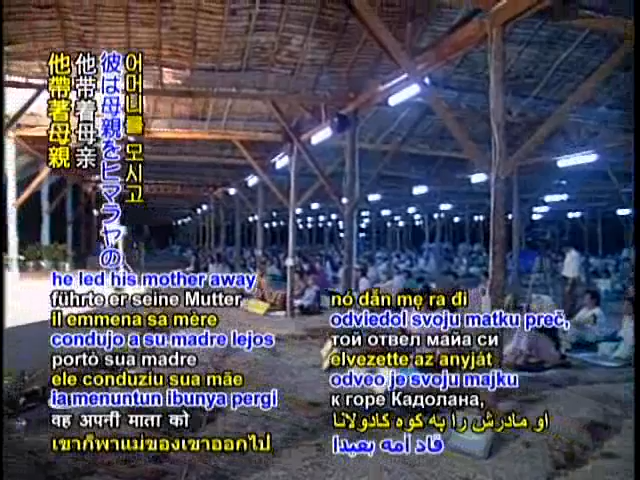 他帶著母親
他带着母亲
彼は母親をヒマラヤの
어머니를 모시고
he led his mother away
führte er seine Mutter
il emmena sa mère
condujo a su madre lejos
portò sua madre
ele conduziu sua mãe
ia menuntun ibunya pergi
वह अपनी माता को
เขาก็พาแม่ของเขาออกไป
nó dẫn mẹ ra đi
odviedol svoju matku preč,
той отвел майка си
elvezette az anyját
odveo je svoju majku
к горе Кадолана,
او مادرش را به کوه کادولانا
قاد أمه بعيدا